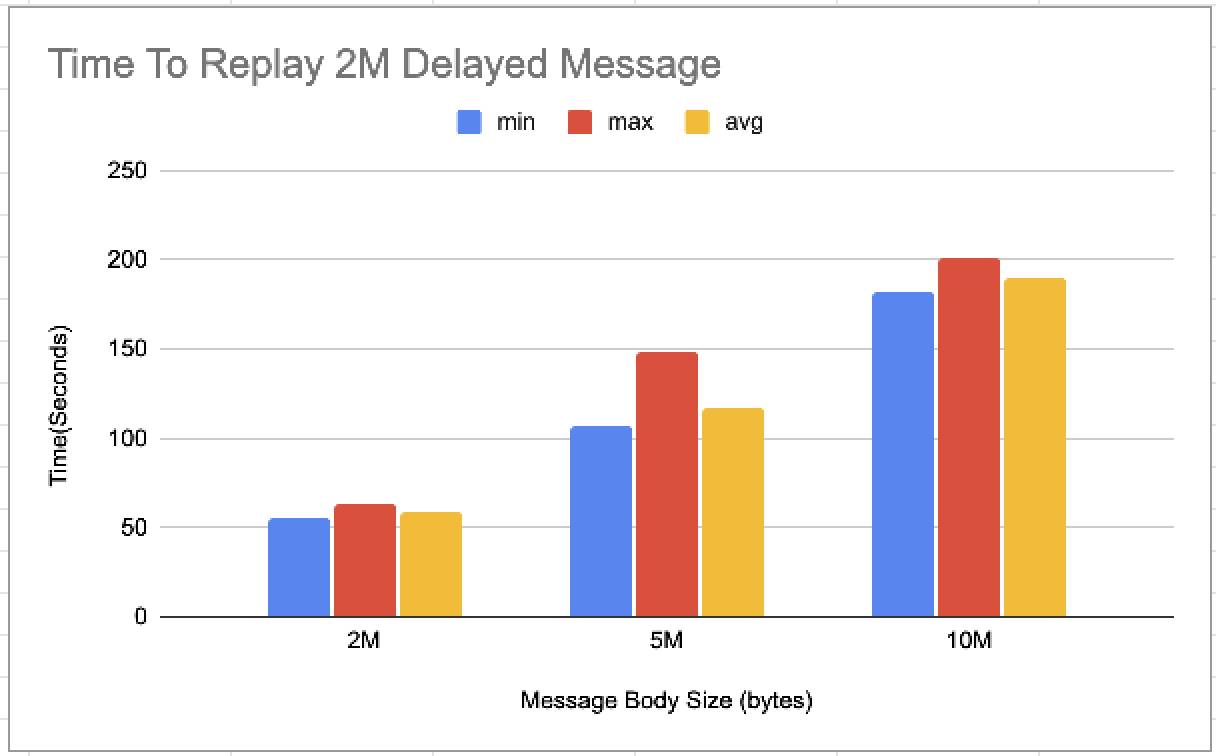 Time To Replay 2M Delayed Message
min max avg
250
200
150
100
50
0
Time(Seconds)
2M 5M 10M
Message Body Size (bytes)